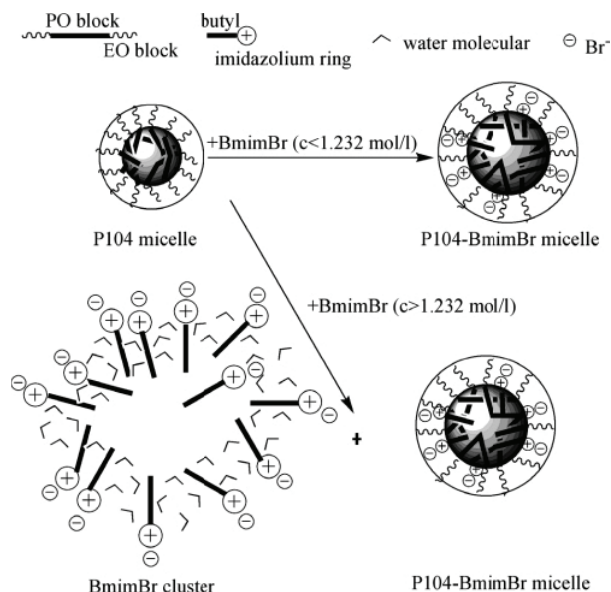 PO block
EO block
butyl
imidazolium ring
water molecular
Br⁻
+BmimBr (c<1.232 mol/l)
P104 micelle
P104-BmimBr micelle
+BmimBr (c>1.232 mol/l)
+
BmimBr cluster
P104-BmimBr micelle